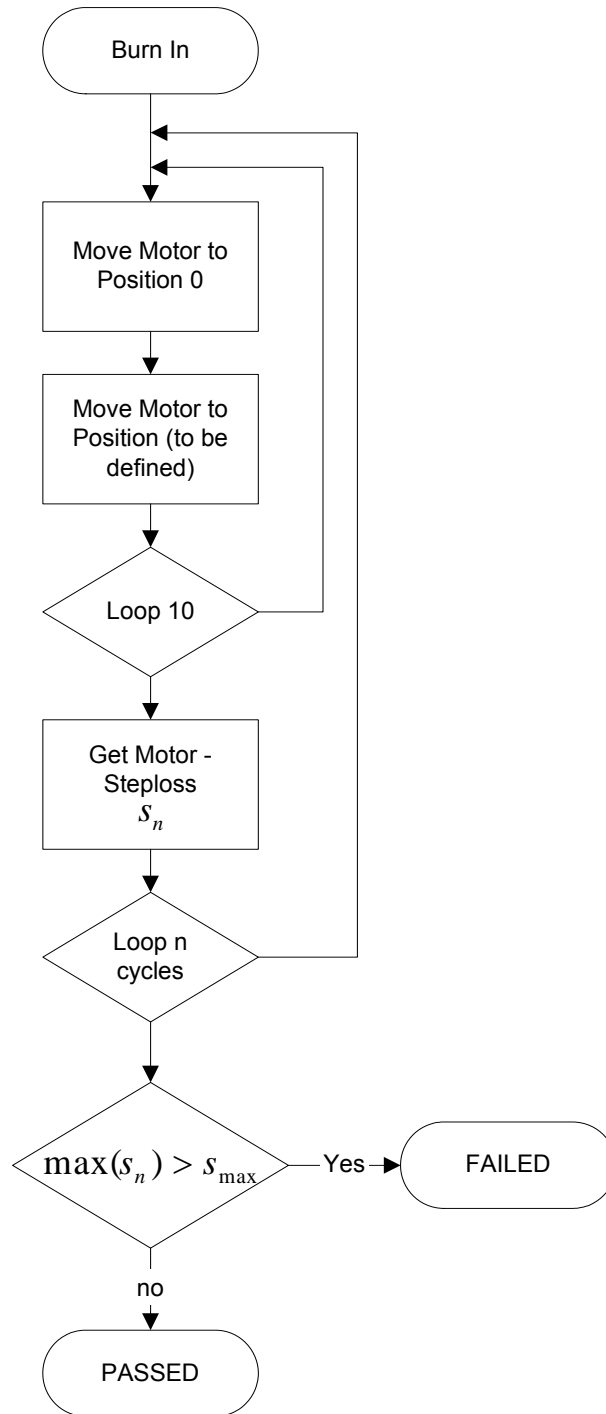 Burn In
Move Motor to
Position 0
Move Motor to
Position (to be
defined)
Loop 10
Get Motor -
Steploss
s_n
Loop n
cycles
max(s_n) > s_max
Yes
FAILED
no
PASSED